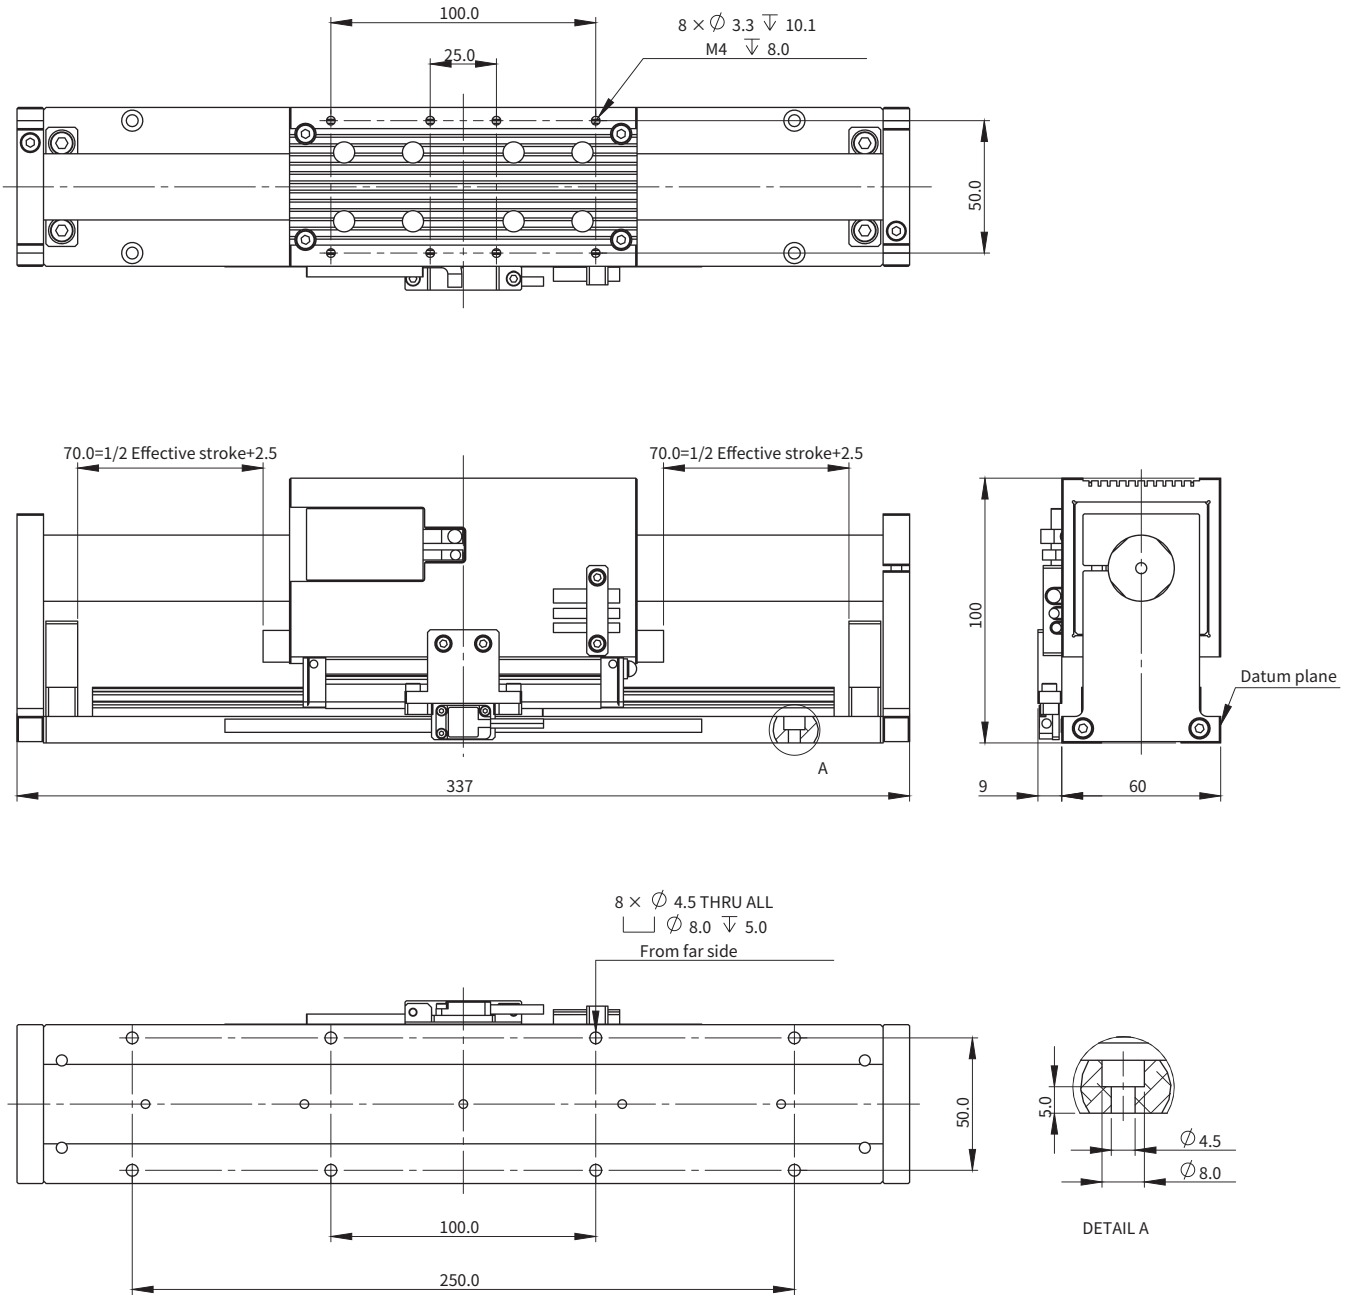 100.0
8 × ∅ 3.3 ↧ 10.1
25.0
M4 ↧ 8.0
50.0
70.0=1/2 Effective stroke+2.5
70.0=1/2 Effective stroke+2.5
100
Datum plane
A
337
9
60
8 × ∅ 4.5 THRU ALL
⌴ ∅ 8.0 ↧ 5.0
From far side
50.0
5.0
∅ 4.5
∅ 8.0
100.0
DETAIL A
250.0